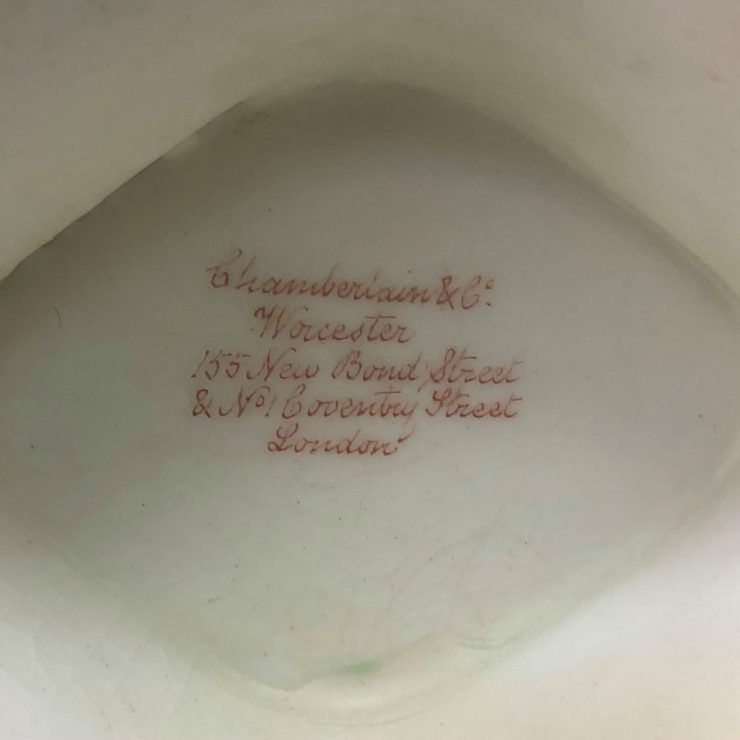 Chamberlain & Co.
Worcester
155 New Bond Street
& No 1 Coventry Street
London